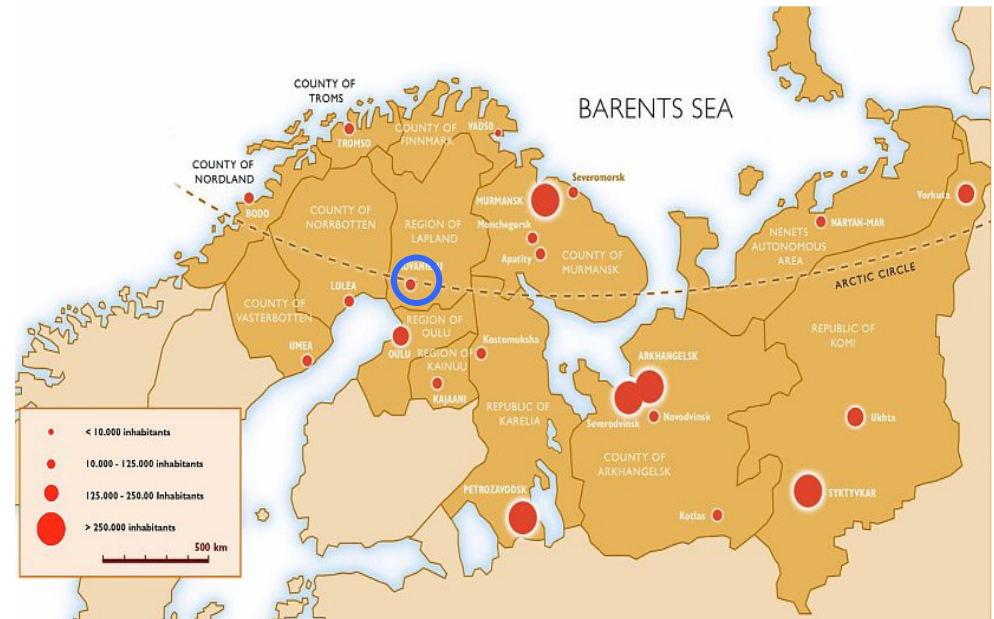 BARENTS SEA
COUNTY OF
TROMS
TROMSO
COUNTY OF
FINNMARK
VADSO
COUNTY OF
NORDLAND
BODO
COUNTY OF
NORRBOTTEN
REGION OF
LAPLAND
MURMANSK
Severomorsk
Monchegorsk
Apatity
COUNTY OF
MURMANSK
Vorkuta
NARYAN-MAR
NENETS
AUTONOMOUS
AREA
ARCTIC CIRCLE
LULEA
COUNTY OF
VASTERBOTTEN
UMEA
REGION OF
OULU
OULU
REGION OF
KAINUU
KAJAANI
Kostomuksha
REPUBLIC OF
KARELIA
PETROZAVODSK
ARKHANGELSK
Severodvinsk
Novodvinsk
COUNTY OF
ARKHANGELSK
Kotlas
REPUBLIC OF
KOMI
Ukhta
SYKTYVKAR
< 10.000 inhabitants
10.000 - 125.000 inhabitants
125.000 - 250.00 Inhabitants
> 250.000 inhabitants
500 km